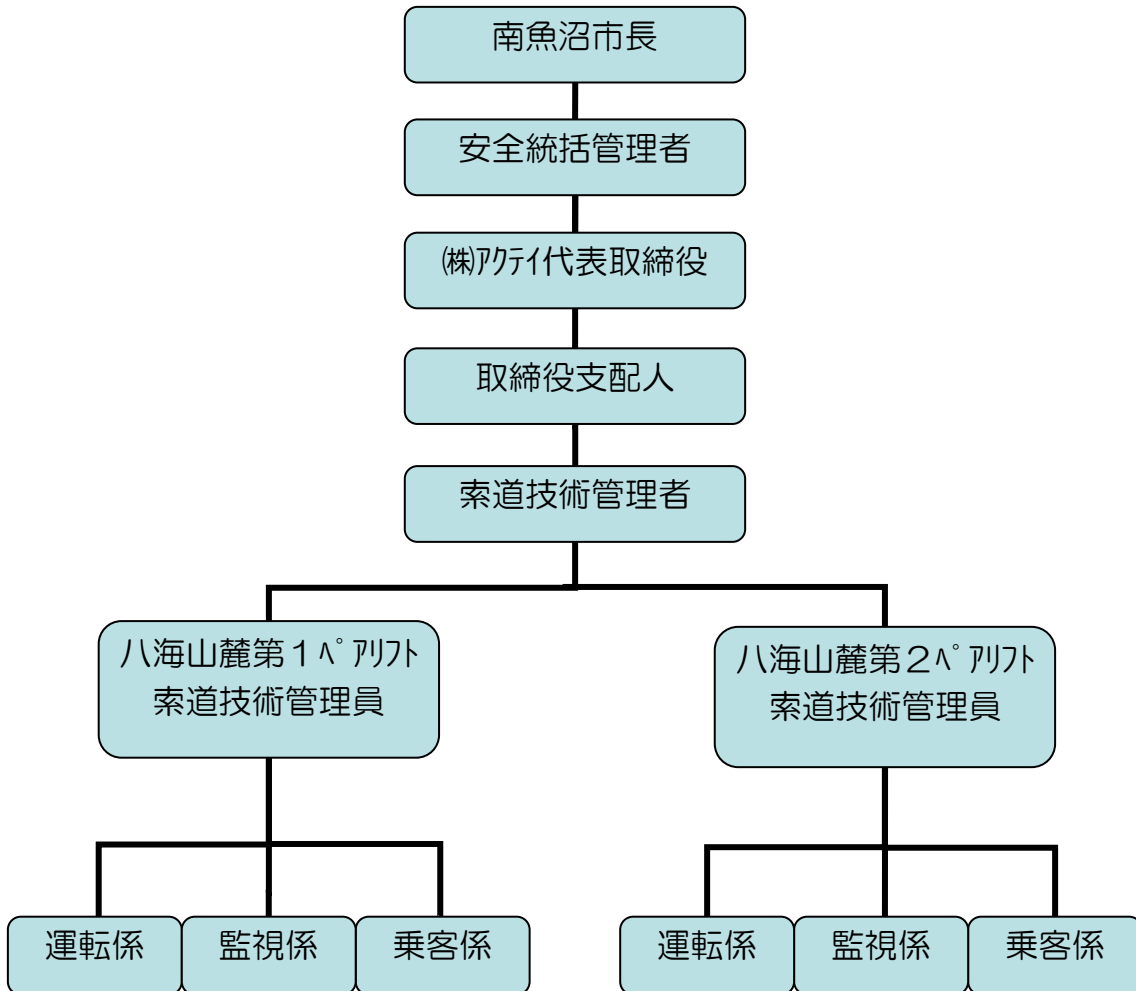 南魚沼市長
安全統括管理者
㈱ｱｸﾃｲ代表取締役
取締役支配人
索道技術管理者
八海山麓第１ﾍﾟｱﾘﾌﾄ
索道技術管理員
八海山麓第２ﾍﾟｱﾘﾌﾄ
索道技術管理員
運転係 監視係 乗客係 運転係 監視係 乗客係